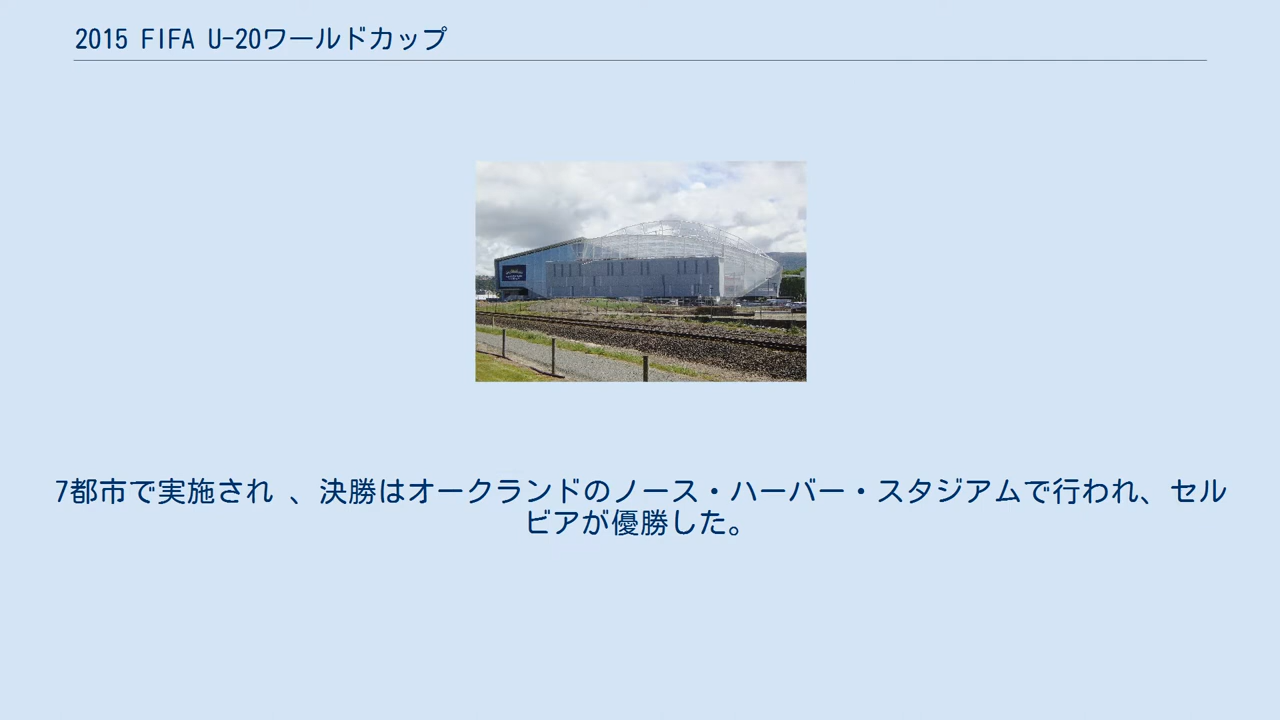 2015 FIFA U-20ワールドカップ
7都市で実施され 、決勝はオークランドのノース・ハーバー・スタジアムで行われ、セル
ビアが優勝した。